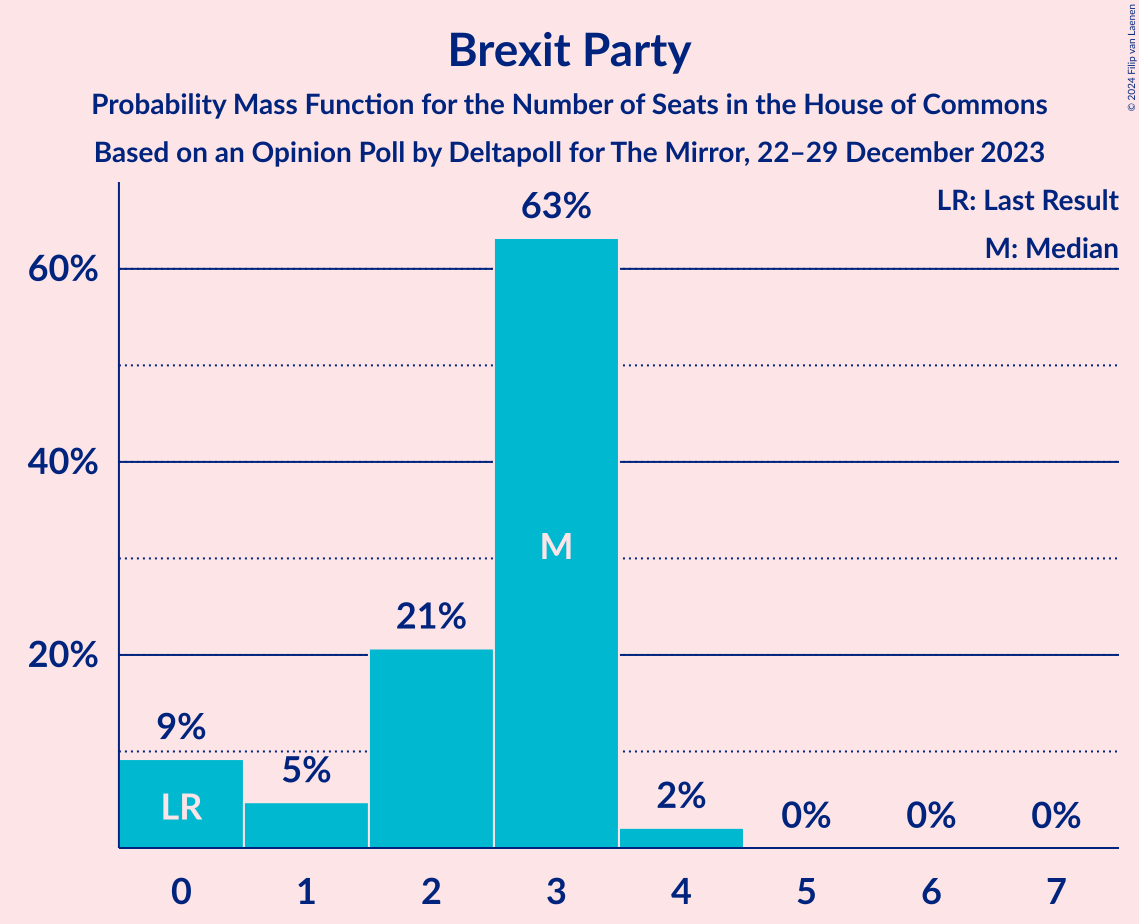 Brexit Party
Probability Mass Function for the Number of Seats in the House of Commons
Based on an Opinion Poll by Deltapoll for The Mirror, 22–29 December 2023
© 2024 Filip van Laenen
LR: Last Result
M: Median
63%
60%
40%
M
21%
20%
9%
5%
LR
2%
0%
0%
0%
0
1
2
3
4
5
6
7